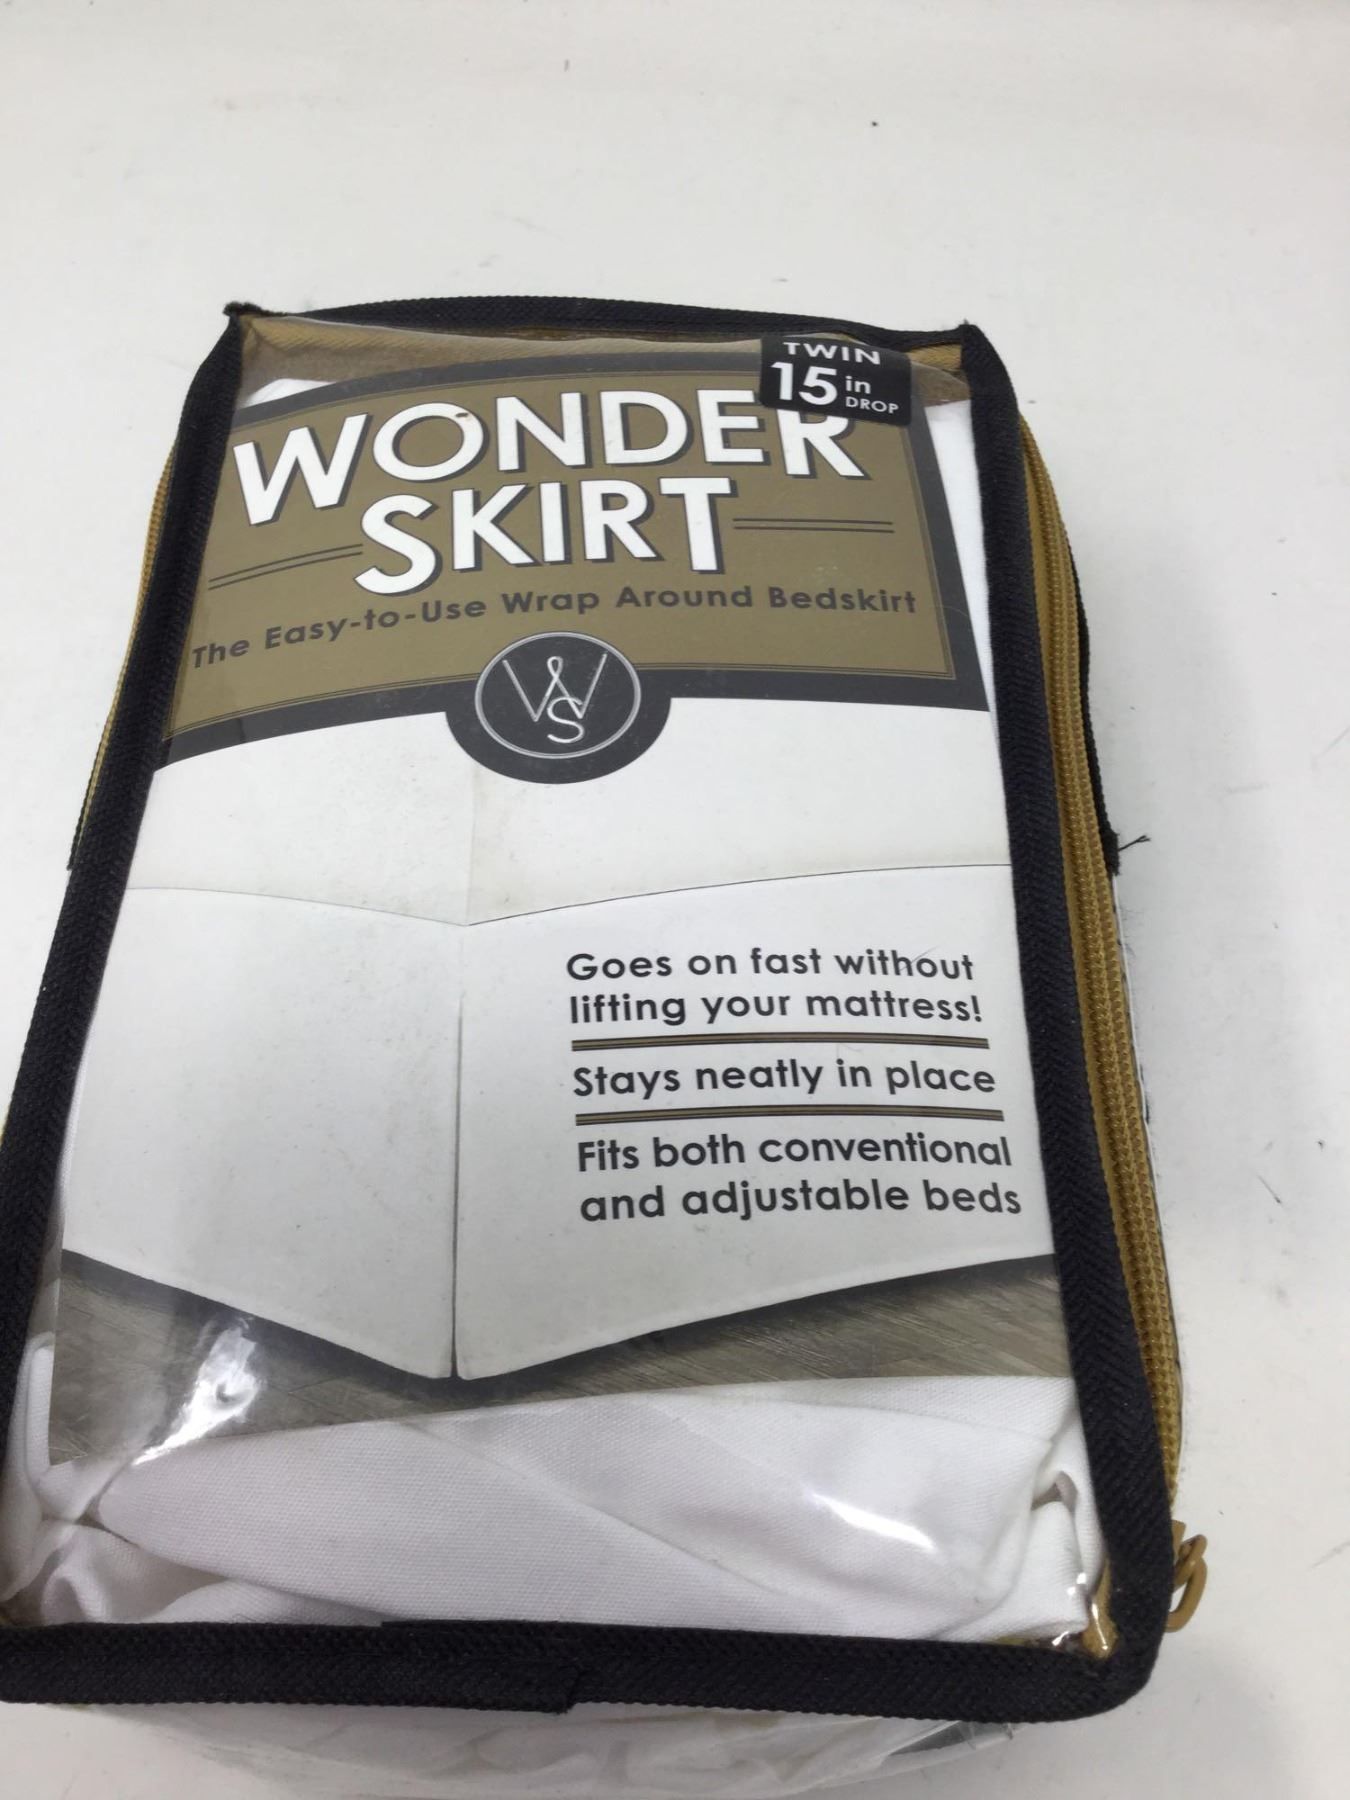 TWIN
15 in
DROP
WONDER
SKIRT
The Easy-to-Use Wrap Around Bedskirt
WS
Goes on fast without
lifting your mattress!
Stays neatly in place
Fits both conventional
and adjustable beds